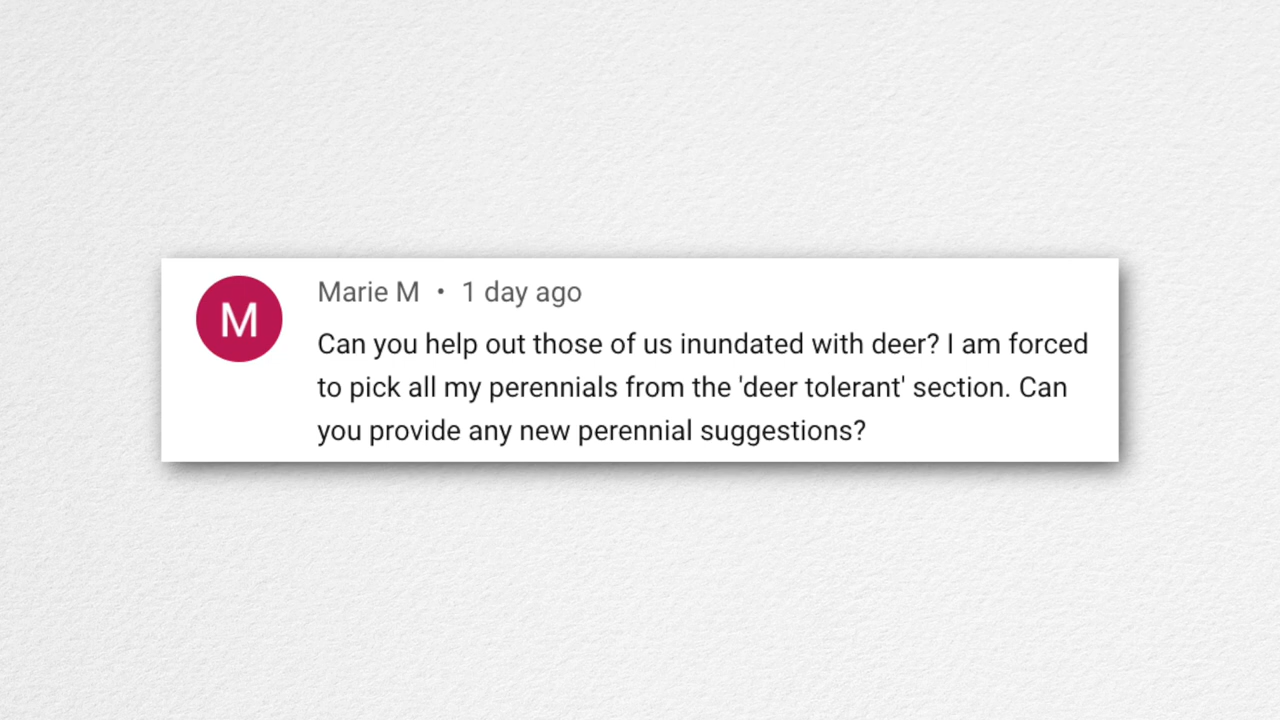 M
Marie M • 1 day ago
Can you help out those of us inundated with deer? I am forced
to pick all my perennials from the 'deer tolerant' section. Can
you provide any new perennial suggestions?